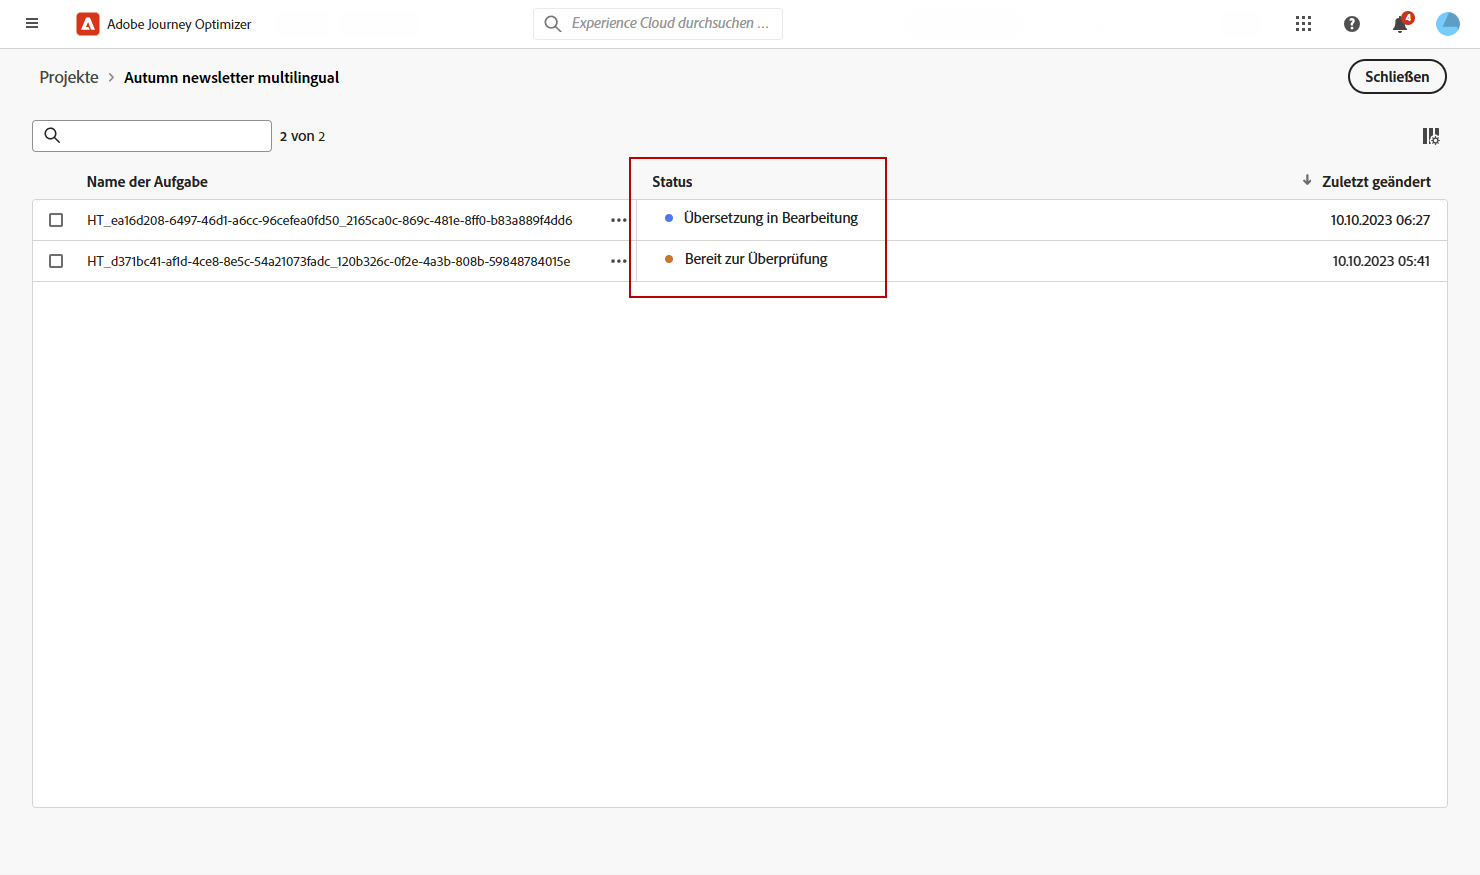 Adobe Journey Optimizer
Experience Cloud durchsuchen ...
4
Projekte > Autumn newsletter multilingual
Schließen
2 von 2
Name der Aufgabe Status Zuletzt geändert
HT_ea16d208-6497-46d1-a6cc-96cefea0fd50_2165ca0c-869c-481e-8ff0-b83a889f4dd6 Übersetzung in Bearbeitung 10.10.2023 06:27
HT_d371bc41-af1d-4ce8-8e5c-54a21073fadc_120b326c-0f2e-4a3b-808b-59848784015e Bereit zur Überprüfung 10.10.2023 05:41